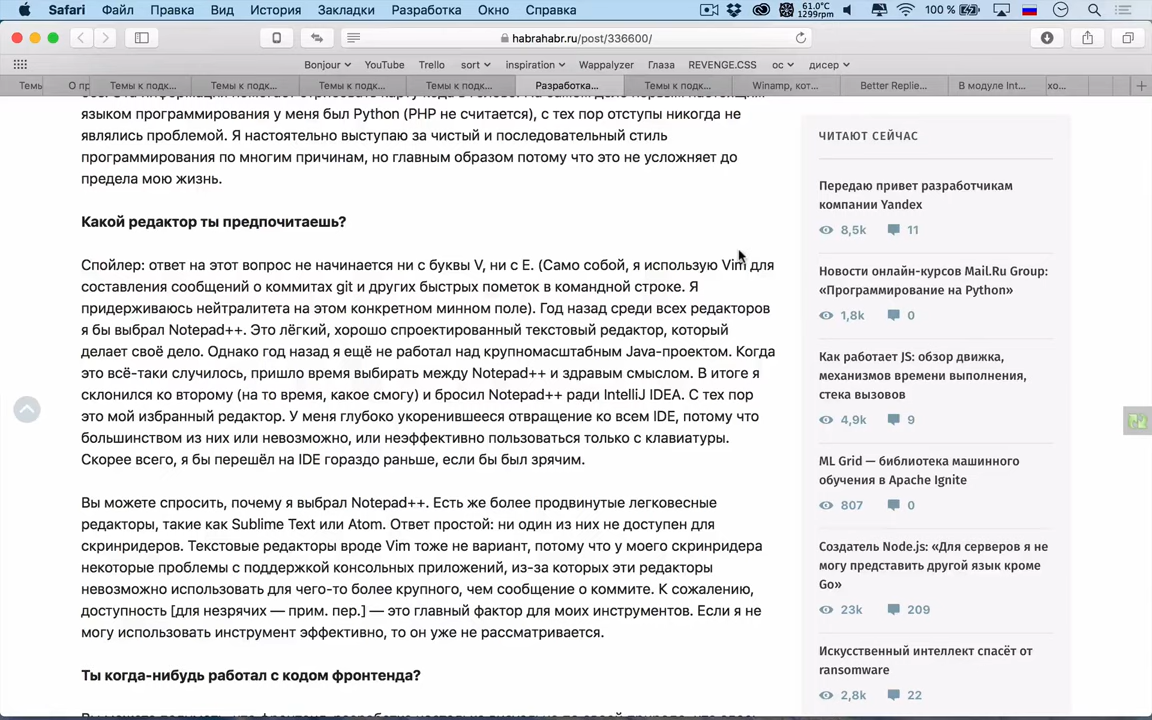 Safari Файл Правка Вид История Закладки Разработка Окно Справка 61.0°C 1299rpm 100 %
habrahabr.ru/post/336600/
Bonjour YouTube Trello sort inspiration Wappalyzer Глаза REVENGE.CSS ос дисер
Темы О пр Темы к подк... Темы к подк... Темы к подк... Темы к подк... Разработка... Темы к подк... Winamp, кот... Better Replie... В модуле Int... хо...
языком программирования у меня был Python (PHP не считается), с тех пор отступы никогда не
являлись проблемой. Я настоятельно выступаю за чистый и последовательный стиль
программирования по многим причинам, но главным образом потому что это не усложняет до
предела мою жизнь.
Какой редактор ты предпочитаешь?
Спойлер: ответ на этот вопрос не начинается ни с буквы V, ни с E. (Само собой, я использую Vim для
составления сообщений о коммитах git и других быстрых пометок в командной строке. Я
придерживаюсь нейтралитета на этом конкретном минном поле). Год назад среди всех редакторов
я бы выбрал Notepad++. Это лёгкий, хорошо спроектированный текстовый редактор, который
делает своё дело. Однако год назад я ещё не работал над крупномасштабным Java-проектом. Когда
это всё-таки случилось, пришло время выбирать между Notepad++ и здравым смыслом. В итоге я
склонился ко второму (на то время, какое смогу) и бросил Notepad++ ради IntelliJ IDEA. С тех пор
это мой избранный редактор. У меня глубоко укоренившееся отвращение ко всем IDE, потому что
большинством из них или невозможно, или неэффективно пользоваться только с клавиатуры.
Скорее всего, я бы перешёл на IDE гораздо раньше, если бы был зрячим.
Вы можете спросить, почему я выбрал Notepad++. Есть же более продвинутые легковесные
редакторы, такие как Sublime Text или Atom. Ответ простой: ни один из них не доступен для
скринридеров. Текстовые редакторы вроде Vim тоже не вариант, потому что у моего скринридера
некоторые проблемы с поддержкой консольных приложений, из-за которых эти редакторы
невозможно использовать для чего-то более крупного, чем сообщение о коммите. К сожалению,
доступность [для незрячих — прим. пер.] — это главный фактор для моих инструментов. Если я не
могу использовать инструмент эффективно, то он уже не рассматривается.
Ты когда-нибудь работал с кодом фронтенда?
ЧИТАЮТ СЕЙЧАС
Передаю привет разработчикам
компании Yandex
8,5k 11
Новости онлайн-курсов Mail.Ru Group:
«Программирование на Python»
1,8k 0
Как работает JS: обзор движка,
механизмов времени выполнения,
стека вызовов
4,9k 9
ML Grid — библиотека машинного
обучения в Apache Ignite
807 0
Создатель Node.js: «Для серверов я не
могу представить другой язык кроме
Go»
23k 209
Искусственный интеллект спасёт от
ransomware
2,8k 22